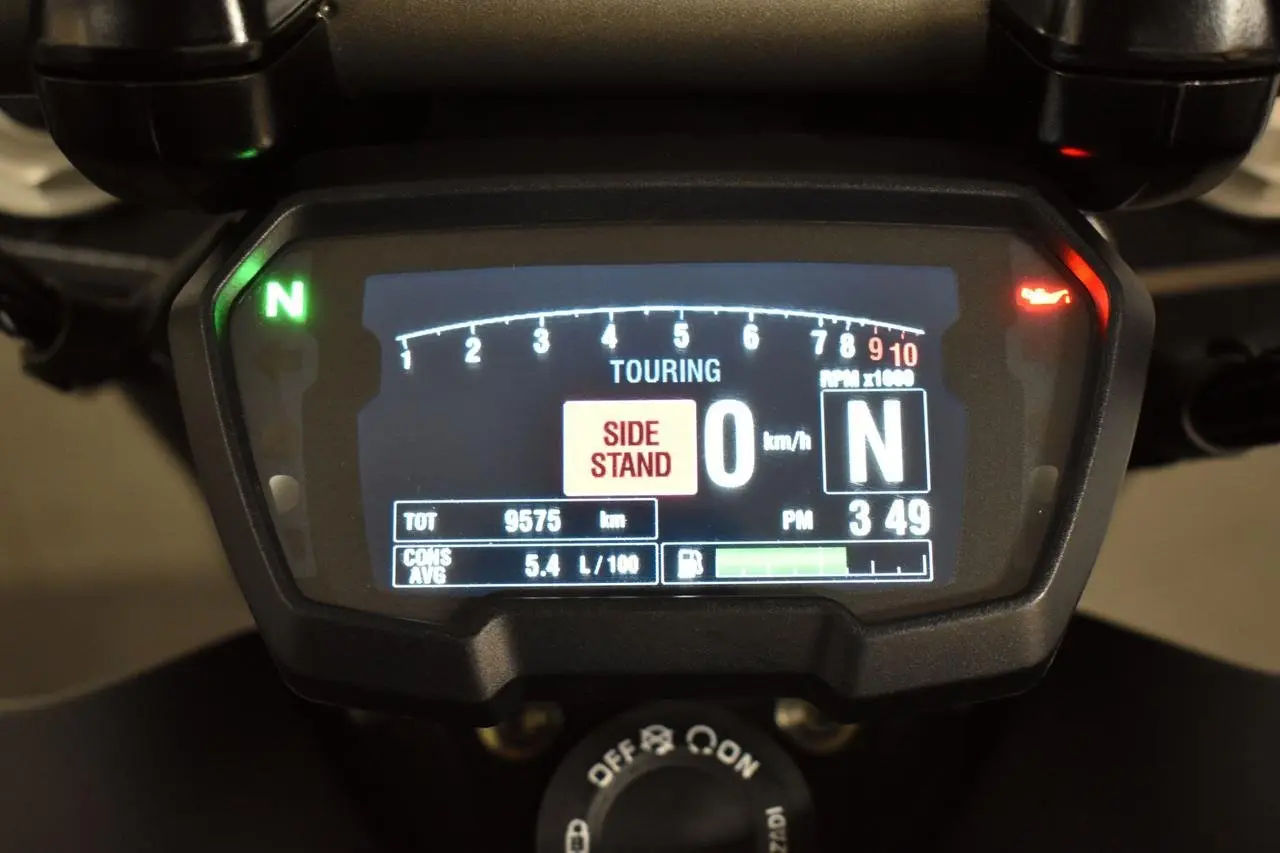 N
1 2 3 4 5 6 7 8 9 10
RPM x1000
TOURING
SIDE
STAND
0 km/h
N
TOT 9575 km
PM 3 49
CONS
AVG
5.4 L/100
OFF ON